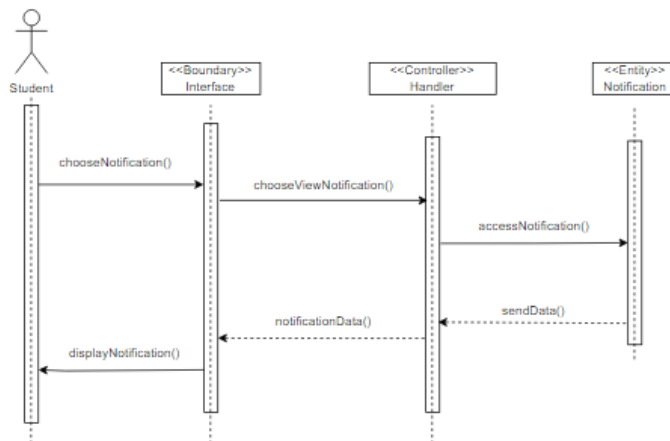 <<Boundary>>
Interface
<<Controller>>
Handler
<<Entity>>
Notification
Student
chooseNotification()
chooseViewNotification()
accessNotification()
sendData()
notificationData()
displayNotification()